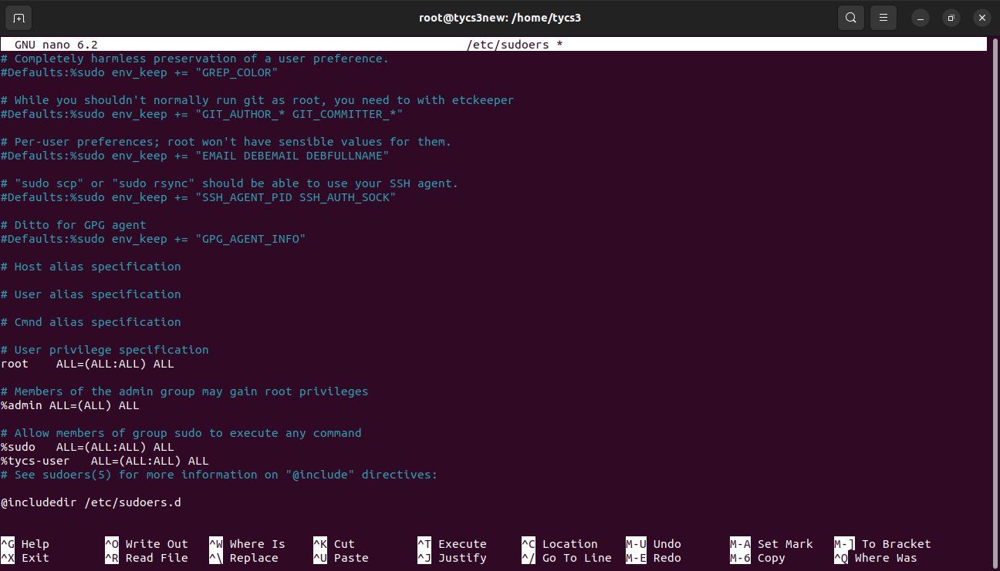 root@tycs3new: /home/tycs3
GNU nano 6.2 /etc/sudoers *
# Completely harmless preservation of a user preference.
#Defaults:%sudo env_keep += "GREP_COLOR"
# While you shouldn't normally run git as root, you need to with etckeeper
#Defaults:%sudo env_keep += "GIT_AUTHOR_* GIT_COMMITTER_*"
# Per-user preferences; root won't have sensible values for them.
#Defaults:%sudo env_keep += "EMAIL DEBEMAIL DEBFULLNAME"
# "sudo scp" or "sudo rsync" should be able to use your SSH agent.
#Defaults:%sudo env_keep += "SSH_AGENT_PID SSH_AUTH_SOCK"
# Ditto for GPG agent
#Defaults:%sudo env_keep += "GPG_AGENT_INFO"
# Host alias specification
# User alias specification
# Cmnd alias specification
# User privilege specification
root    ALL=(ALL:ALL) ALL
# Members of the admin group may gain root privileges
%admin ALL=(ALL) ALL
# Allow members of group sudo to execute any command
%sudo   ALL=(ALL:ALL) ALL
%tycs-user   ALL=(ALL:ALL) ALL
# See sudoers(5) for more information on "@include" directives:
@includedir /etc/sudoers.d
^G Help ^O Write Out ^W Where Is ^K Cut ^T Execute ^C Location M-U Undo M-A Set Mark M-] To Bracket
^X Exit ^R Read File ^\ Replace ^U Paste ^J Justify ^/ Go To Line M-E Redo M-6 Copy ^Q Where Was